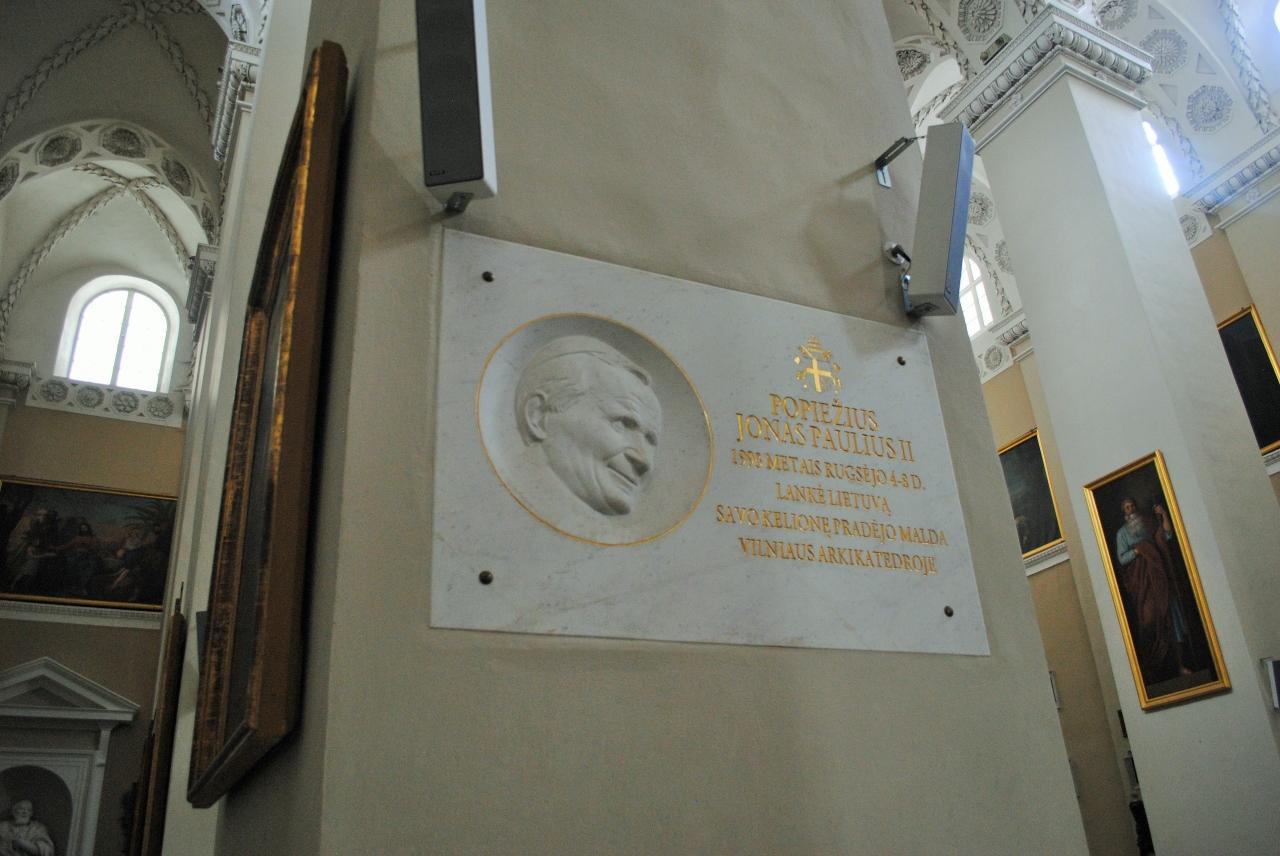 POPIEŽIUS
JONAS PAULIUS II
1993 METAIS RUGSĖJO 4-8 D.
LANKĖ LIETUVĄ
SAVO KELIONĘ PRADĖJO MALDA
VILNIAUS ARKIKATEDROJE